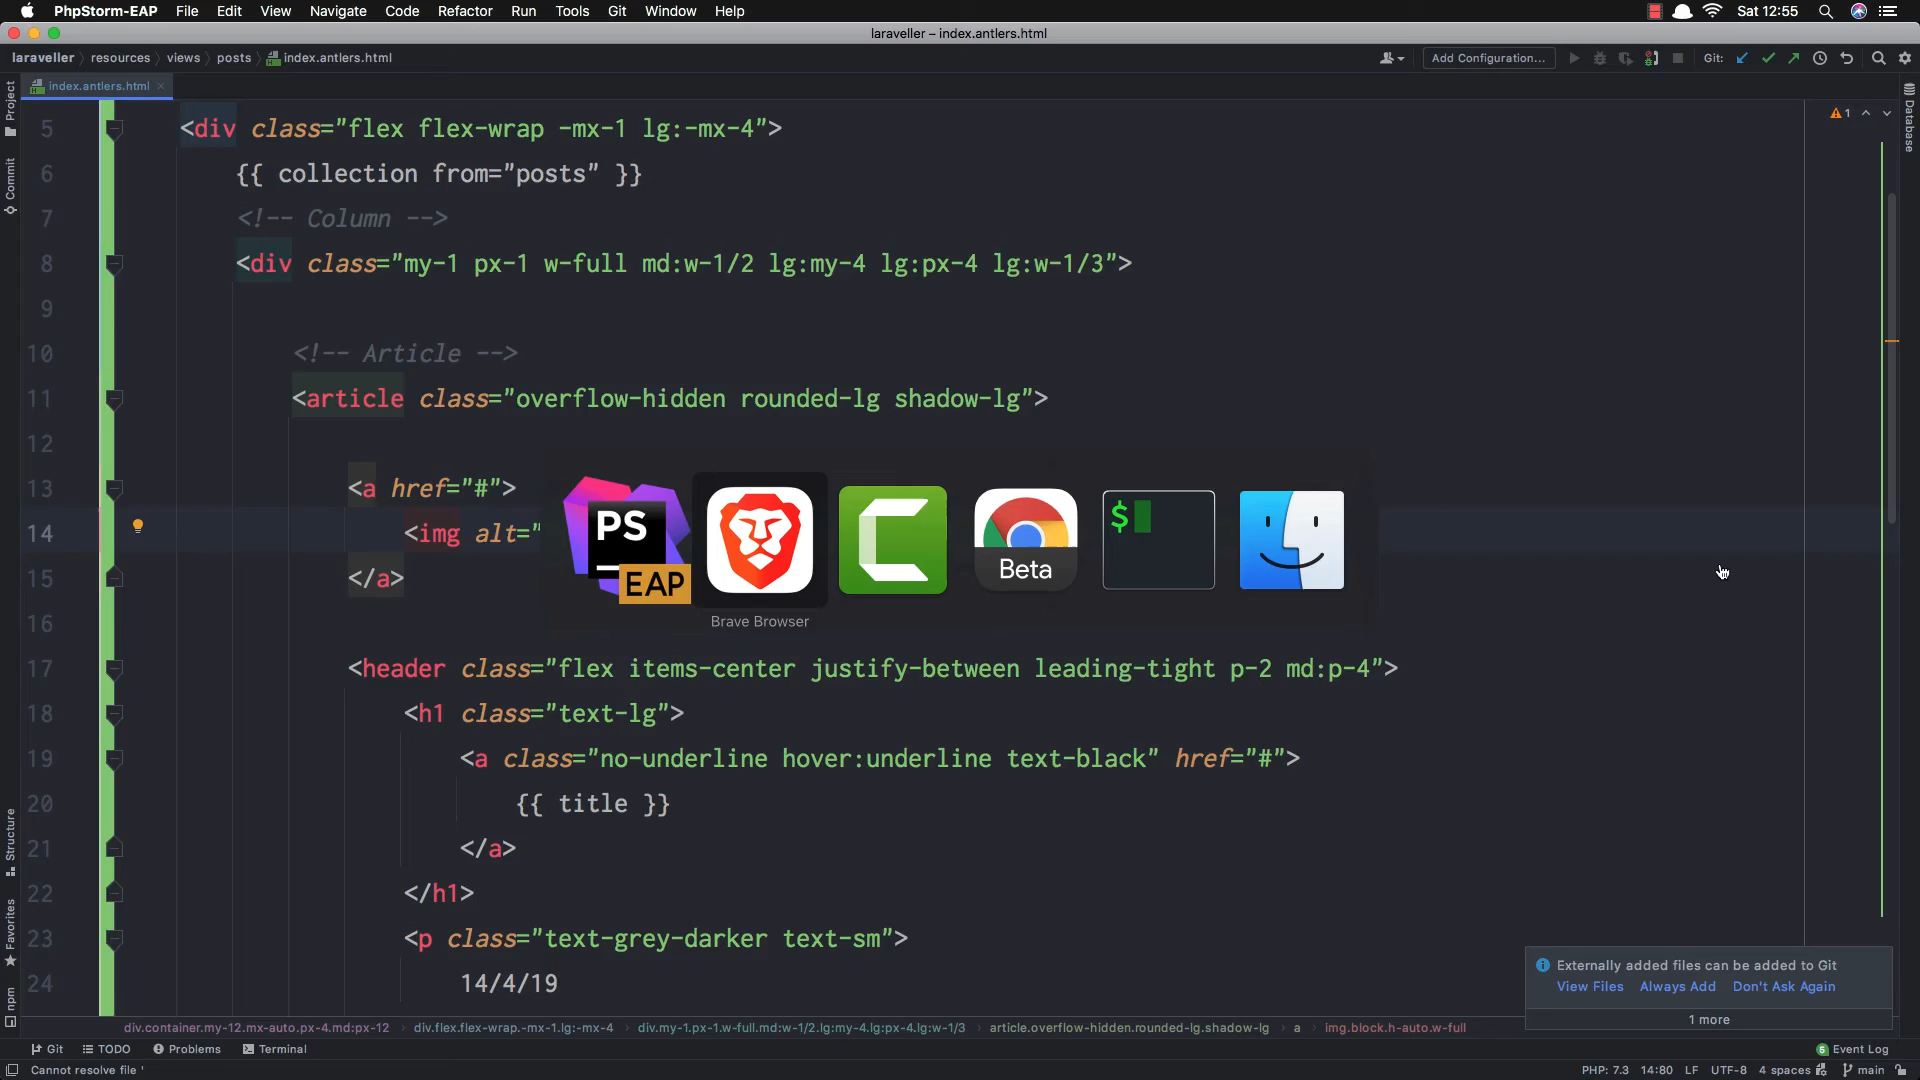 PhpStorm-EAP File Edit View Navigate Code Refactor Run Tools Git Window Help Sat 12:55
laraveller – index.antlers.html
laraveller resources views posts index.antlers.html Add Configuration... Git:
index.antlers.html
Project
Commit
Structure
Favorites
npm
Database
1
5 <div class="flex flex-wrap -mx-1 lg:-mx-4">
6 {{ collection from="posts" }}
7 <!-- Column -->
8 <div class="my-1 px-1 w-full md:w-1/2 lg:my-4 lg:px-4 lg:w-1/3">
9
10 <!-- Article -->
11 <article class="overflow-hidden rounded-lg shadow-lg">
12
13 <a href="#">
14 <img alt="
15 </a>
16
17 <header class="flex items-center justify-between leading-tight p-2 md:p-4">
18 <h1 class="text-lg">
19 <a class="no-underline hover:underline text-black" href="#">
20 {{ title }}
21 </a>
22 </h1>
23 <p class="text-grey-darker text-sm">
24 14/4/19
PS
EAP
Beta
$
Brave Browser
Externally added files can be added to Git
View Files Always Add Don't Ask Again
1 more
div.container.my-12.mx-auto.px-4.md:px-12 div.flex.flex-wrap.-mx-1.lg:-mx-4 div.my-1.px-1.w-full.md:w-1/2.lg:my-4.lg:px-4.lg:w-1/3 article.overflow-hidden.rounded-lg.shadow-lg a img.block.h-auto.w-full
Git TODO Problems Terminal 5 Event Log
Cannot resolve file ' PHP: 7.3 14:80 LF UTF-8 4 spaces main